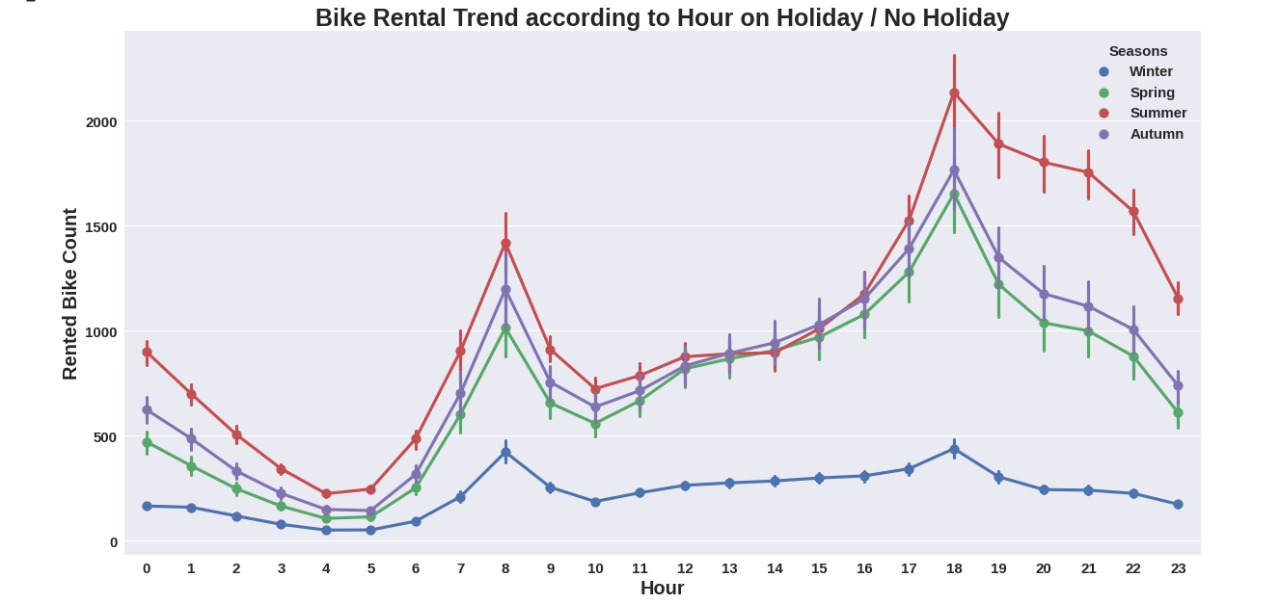 Bike Rental Trend according to Hour on Holiday / No Holiday
Seasons
Winter
Spring
Summer
Autumn
Rented Bike Count
2000
1500
1000
500
0
0 1 2 3 4 5 6 7 8 9 10 11 12 13 14 15 16 17 18 19 20 21 22 23
Hour